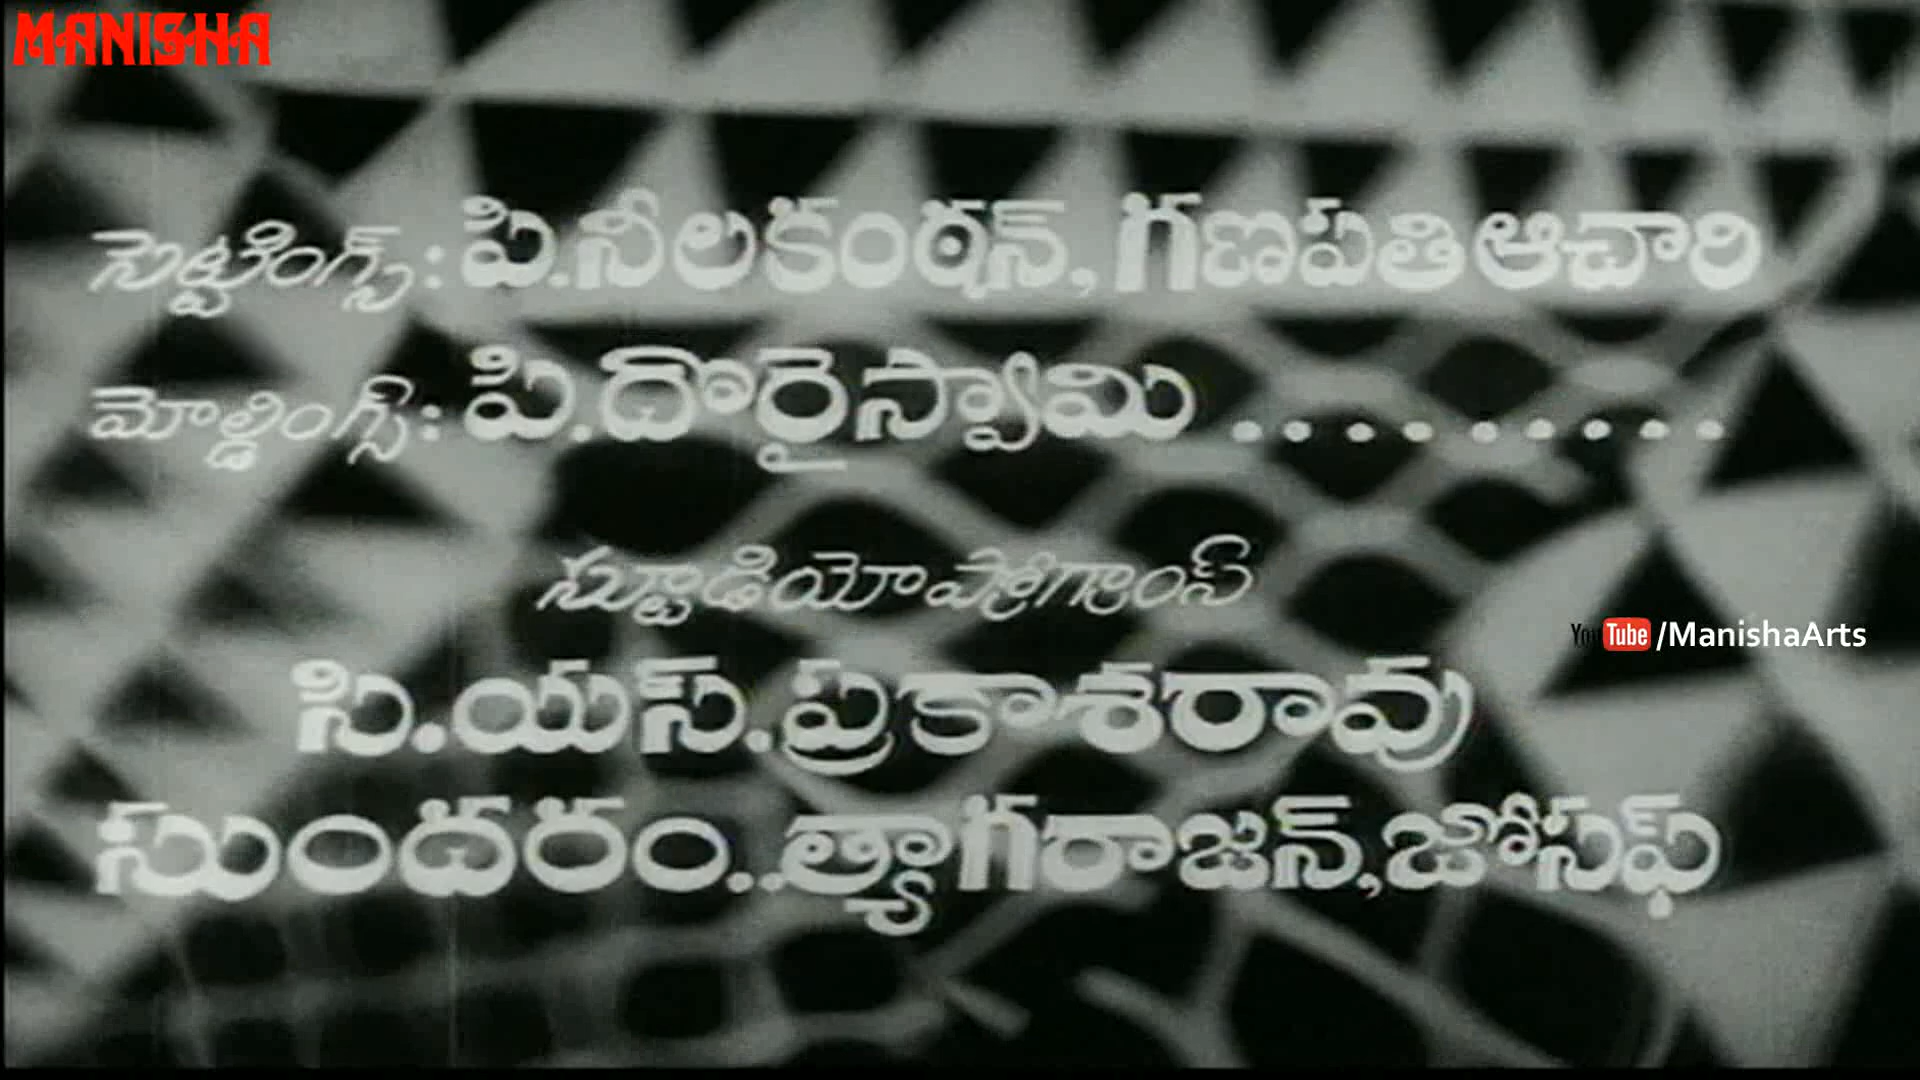 MANISHA
సెట్టింగ్స్: పి.నీలకంఠన్, గణపతి ఆచారి
మోల్డింగ్స్: పి.దొరైస్వామి .........
స్టూడియో ప్రోగ్రాంస్
YouTube /ManishaArts
సి.యస్.ప్రకాశరావు
సుందరం..త్యాగరాజన్,జోసఫ్